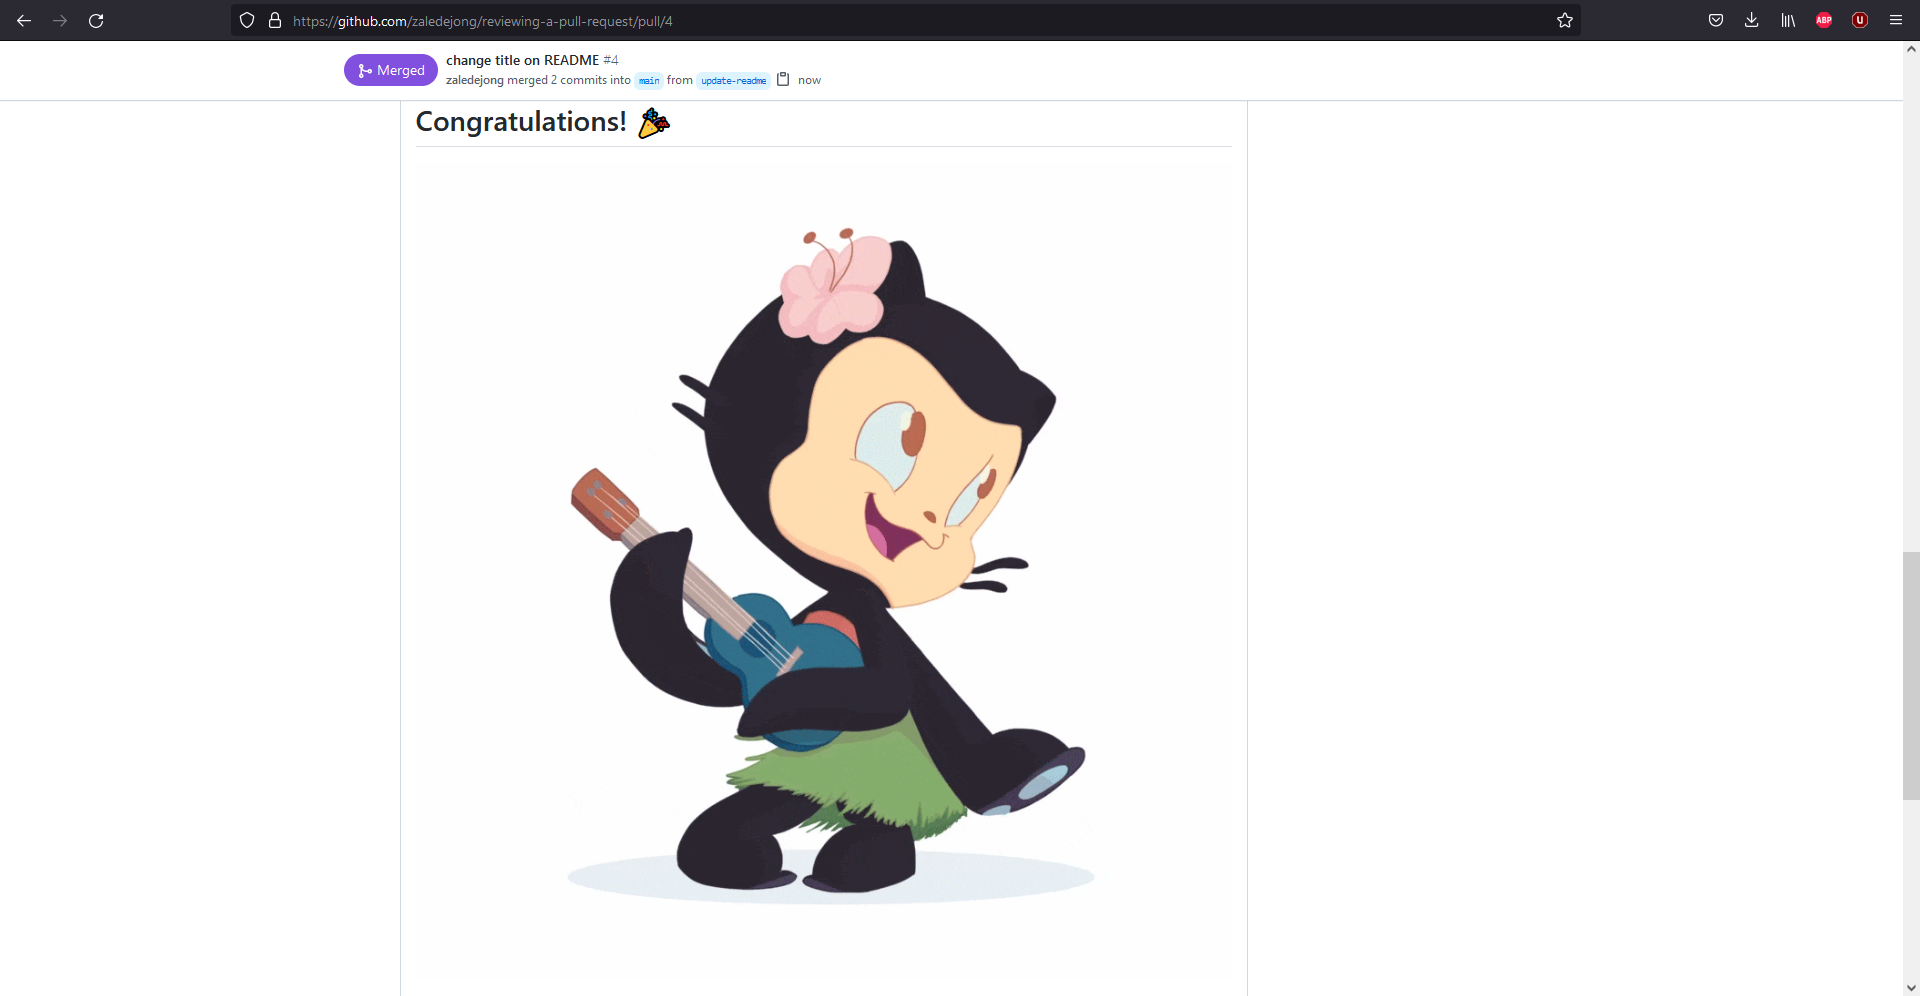 https://github.com/zaledejong/reviewing-a-pull-request/pull/4
ABP
U
Merged
change title on README #4
zaledejong merged 2 commits into main from update-readme now
Congratulations! 🎉